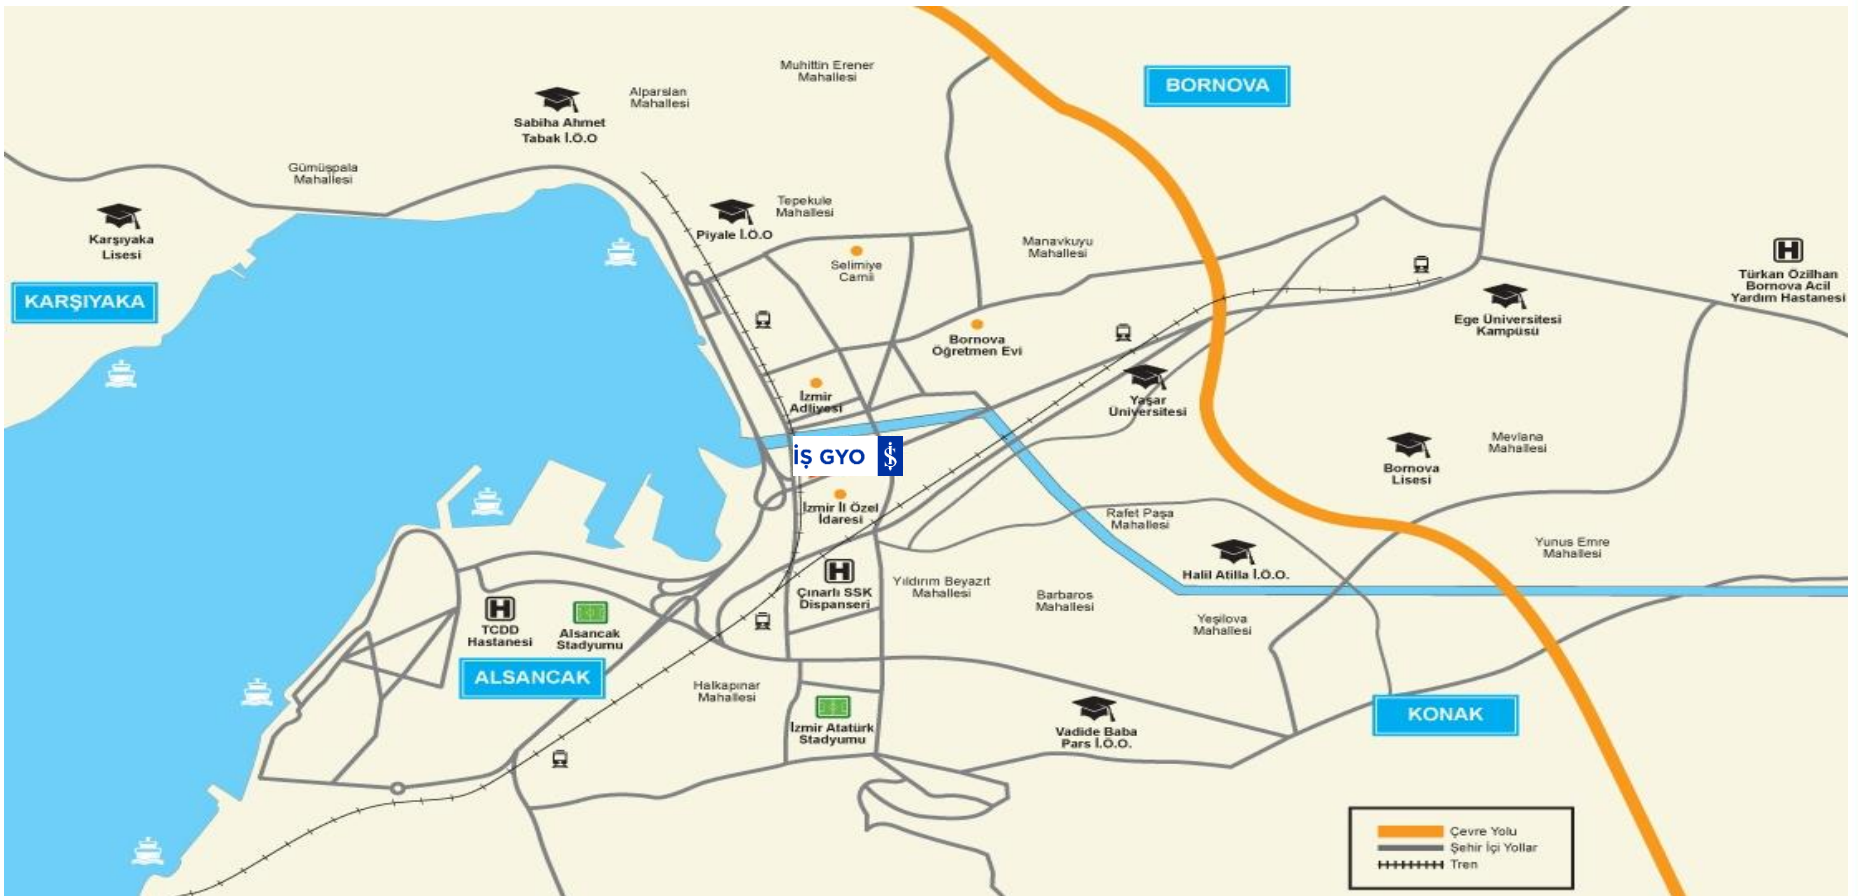 Muhittin Erener
Mahallesi
BORNOVA
Alparslan
Mahallesi
Sabiha Ahmet
Tabak İ.Ö.O
Gümüşpala
Mahallesi
Karşıyaka
Lisesi
Piyale İ.Ö.O
Tepekule
Mahallesi
Manavkuyu
Mahallesi
Selimiye
Camii
KARŞIYAKA
Türkan Özilhan
Bornova Acil
Yardım Hastanesi
Ege Üniversitesi
Kampüsü
Bornova
Öğretmen Evi
İzmir
Adliyesi
Yaşar
Üniversitesi
İŞ GYO
Mevlana
Mahallesi
Bornova
Lisesi
İzmir İl Özel
İdaresi
Rafet Paşa
Mahallesi
Yunus Emre
Mahallesi
Halil Atilla İ.Ö.O.
Çınarlı SSK
Dispanseri
Yıldırım Beyazıt
Mahallesi
Barbaros
Mahallesi
Yeşilova
Mahallesi
TCDD
Hastanesi
Alsancak
Stadyumu
ALSANCAK
Halkapınar
Mahallesi
İzmir Atatürk
Stadyumu
Vadide Baba
Pars İ.Ö.O.
KONAK
Çevre Yolu
Şehir İçi Yollar
Tren